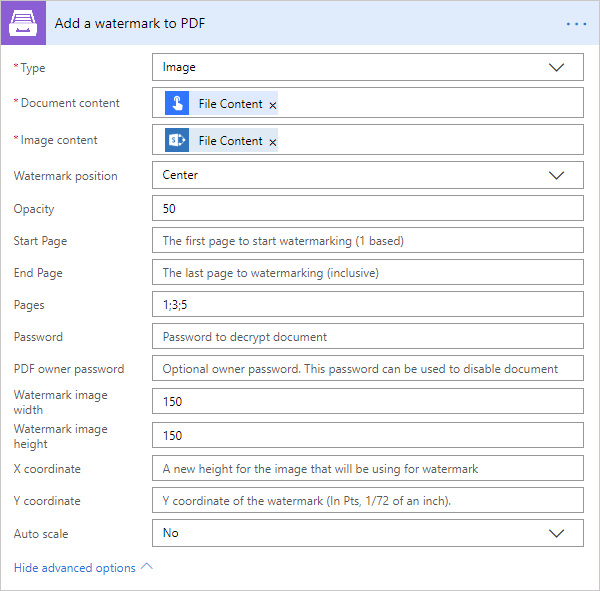 Add a watermark to PDF ...
* Type Image
* Document content File Content ×
* Image content S File Content ×
Watermark position Center
Opacity 50
Start Page The first page to start watermarking (1 based)
End Page The last page to watermarking (inclusive)
Pages 1;3;5
Password Password to decrypt document
PDF owner password Optional owner password. This password can be used to disable document
Watermark image
width 150
Watermark image
height 150
X coordinate A new height for the image that will be using for watermark
Y coordinate Y coordinate of the watermark (In Pts, 1/72 of an inch).
Auto scale No
Hide advanced options